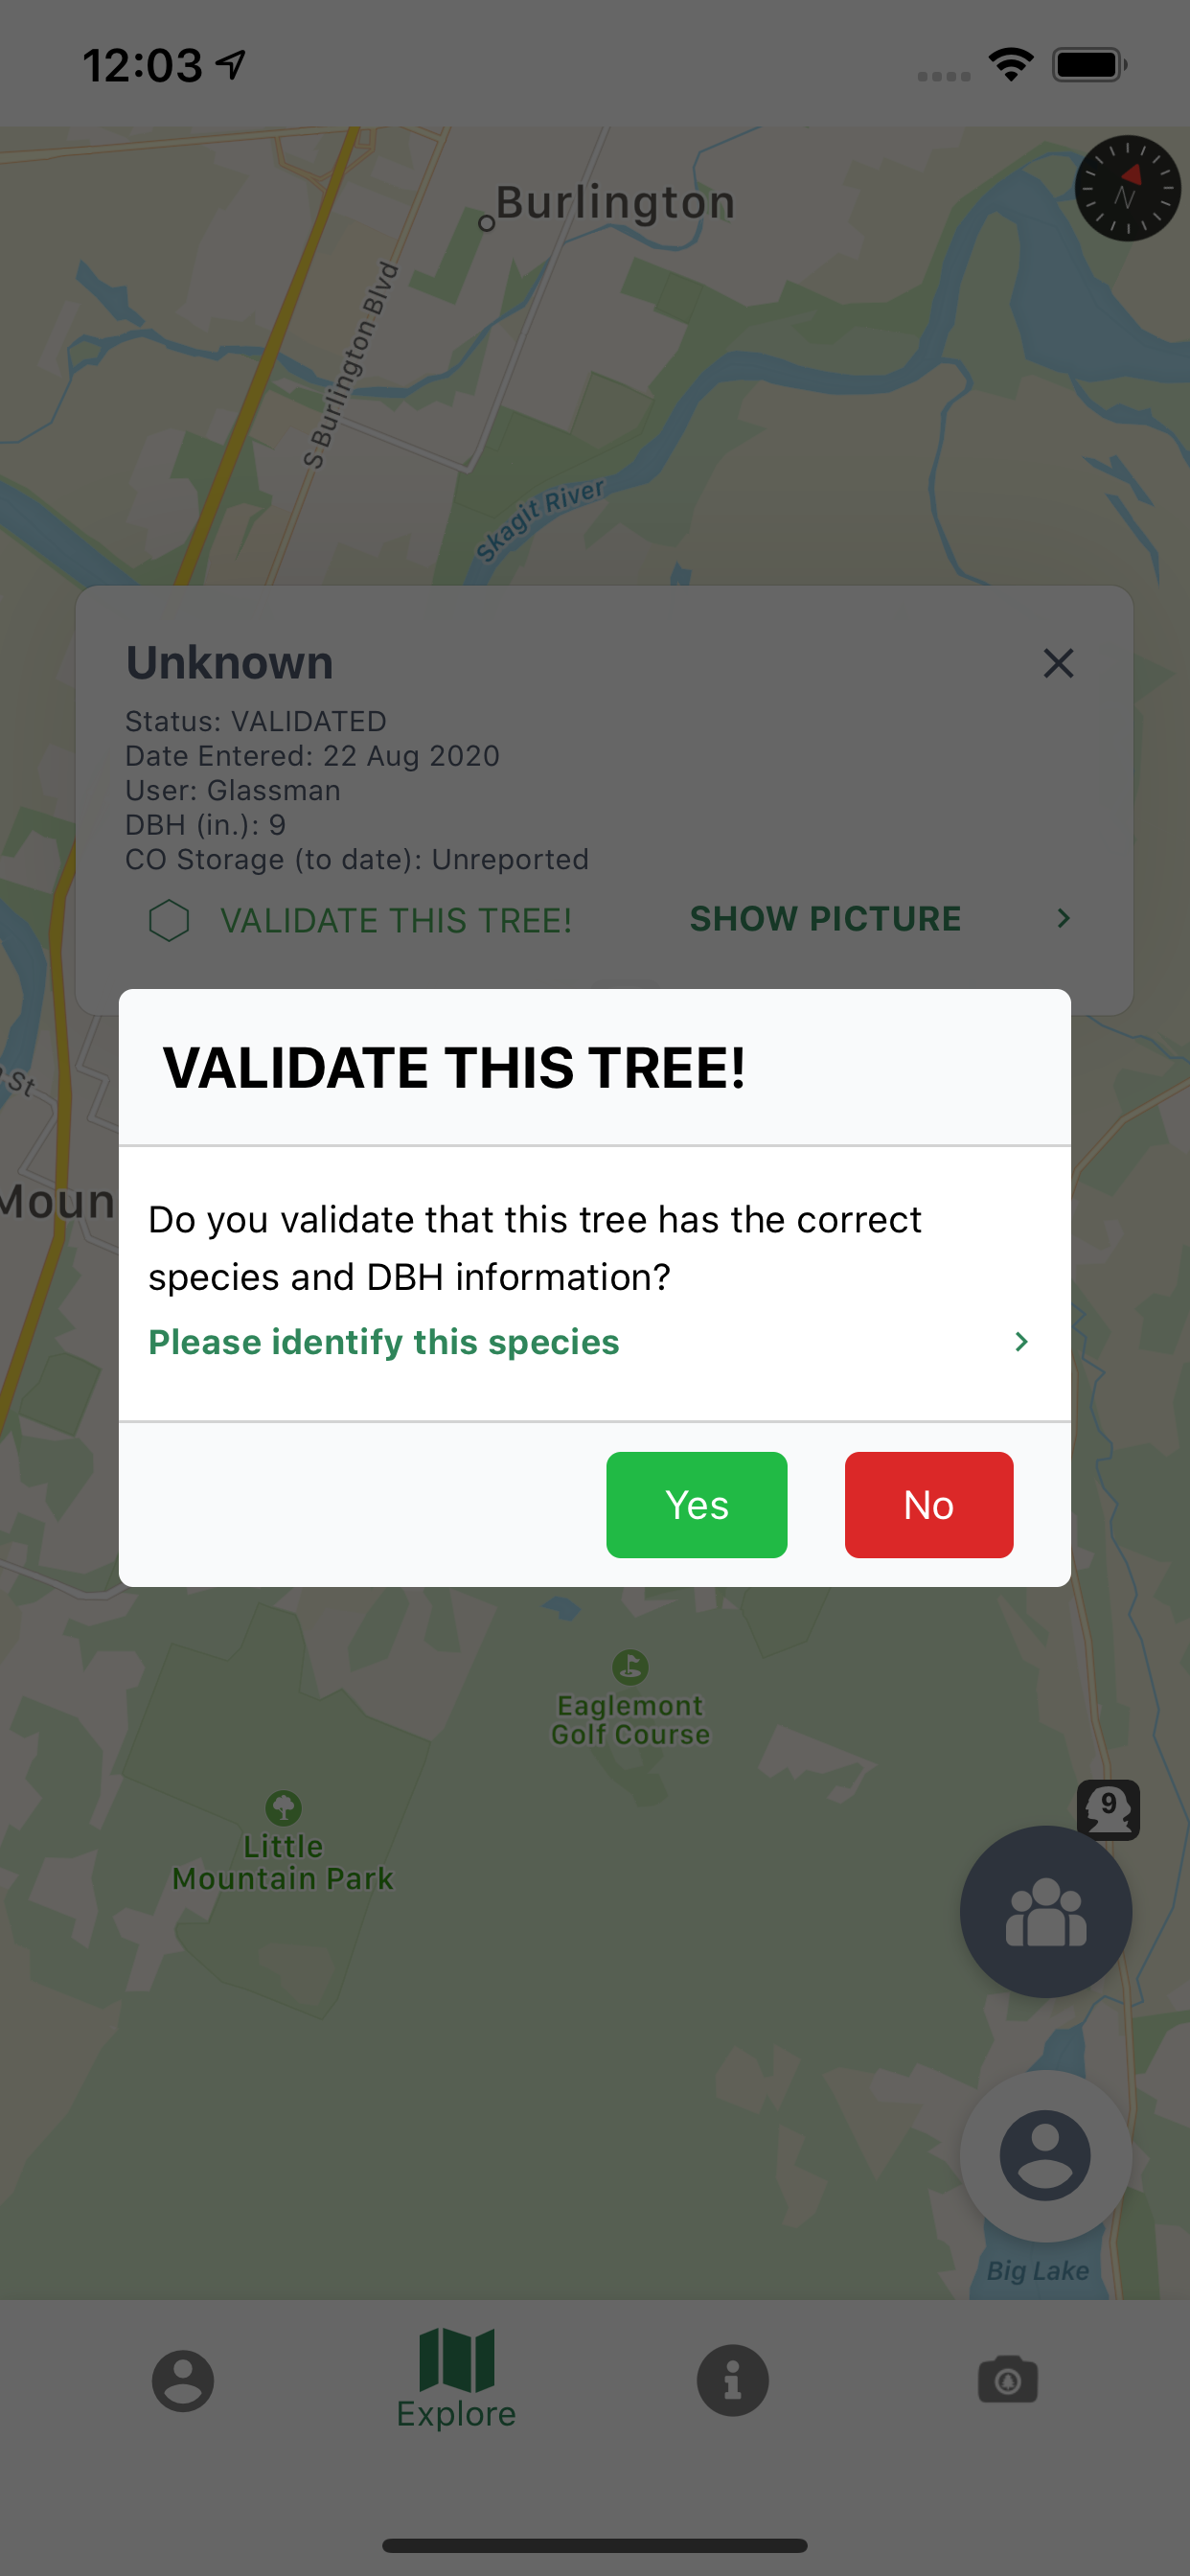 12:03
Burlington
N
S Burlington Blvd
Skagit River
Unknown
Status: VALIDATED
Date Entered: 22 Aug 2020
User: Glassman
DBH (in.): 9
CO Storage (to date): Unreported
VALIDATE THIS TREE!
SHOW PICTURE
St
Moun
VALIDATE THIS TREE!
Do you validate that this tree has the correct
species and DBH information?
Please identify this species
Yes
No
Eaglemont
Golf Course
9
Little
Mountain Park
Big Lake
Explore